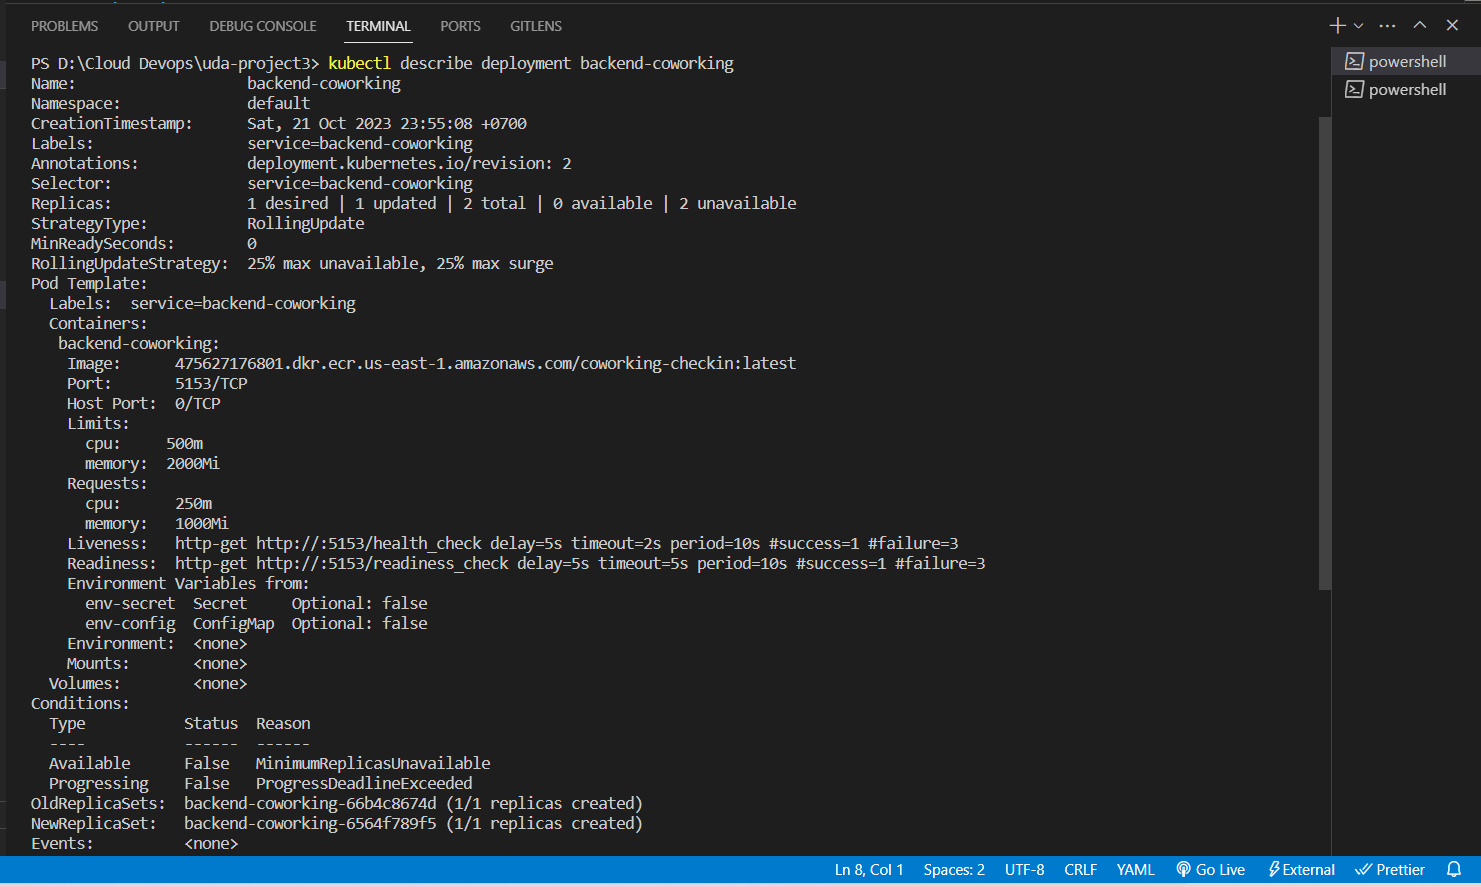 PROBLEMS OUTPUT DEBUG CONSOLE TERMINAL PORTS GITLENS
powershell
powershell
PS D:\Cloud Devops\uda-project3> kubectl describe deployment backend-coworking
Name: backend-coworking
Namespace: default
CreationTimestamp: Sat, 21 Oct 2023 23:55:08 +0700
Labels: service=backend-coworking
Annotations: deployment.kubernetes.io/revision: 2
Selector: service=backend-coworking
Replicas: 1 desired | 1 updated | 2 total | 0 available | 2 unavailable
StrategyType: RollingUpdate
MinReadySeconds: 0
RollingUpdateStrategy: 25% max unavailable, 25% max surge
Pod Template:
Labels: service=backend-coworking
Containers:
backend-coworking:
Image: 475627176801.dkr.ecr.us-east-1.amazonaws.com/coworking-checkin:latest
Port: 5153/TCP
Host Port: 0/TCP
Limits:
cpu: 500m
memory: 2000Mi
Requests:
cpu: 250m
memory: 1000Mi
Liveness: http-get http://:5153/health_check delay=5s timeout=2s period=10s #success=1 #failure=3
Readiness: http-get http://:5153/readiness_check delay=5s timeout=5s period=10s #success=1 #failure=3
Environment Variables from:
env-secret Secret Optional: false
env-config ConfigMap Optional: false
Environment: <none>
Mounts: <none>
Volumes: <none>
Conditions:
Type Status Reason
---- ------ ------
Available False MinimumReplicasUnavailable
Progressing False ProgressDeadlineExceeded
OldReplicaSets: backend-coworking-66b4c8674d (1/1 replicas created)
NewReplicaSet: backend-coworking-6564f789f5 (1/1 replicas created)
Events: <none>
Ln 8, Col 1 Spaces: 2 UTF-8 CRLF YAML Go Live External Prettier